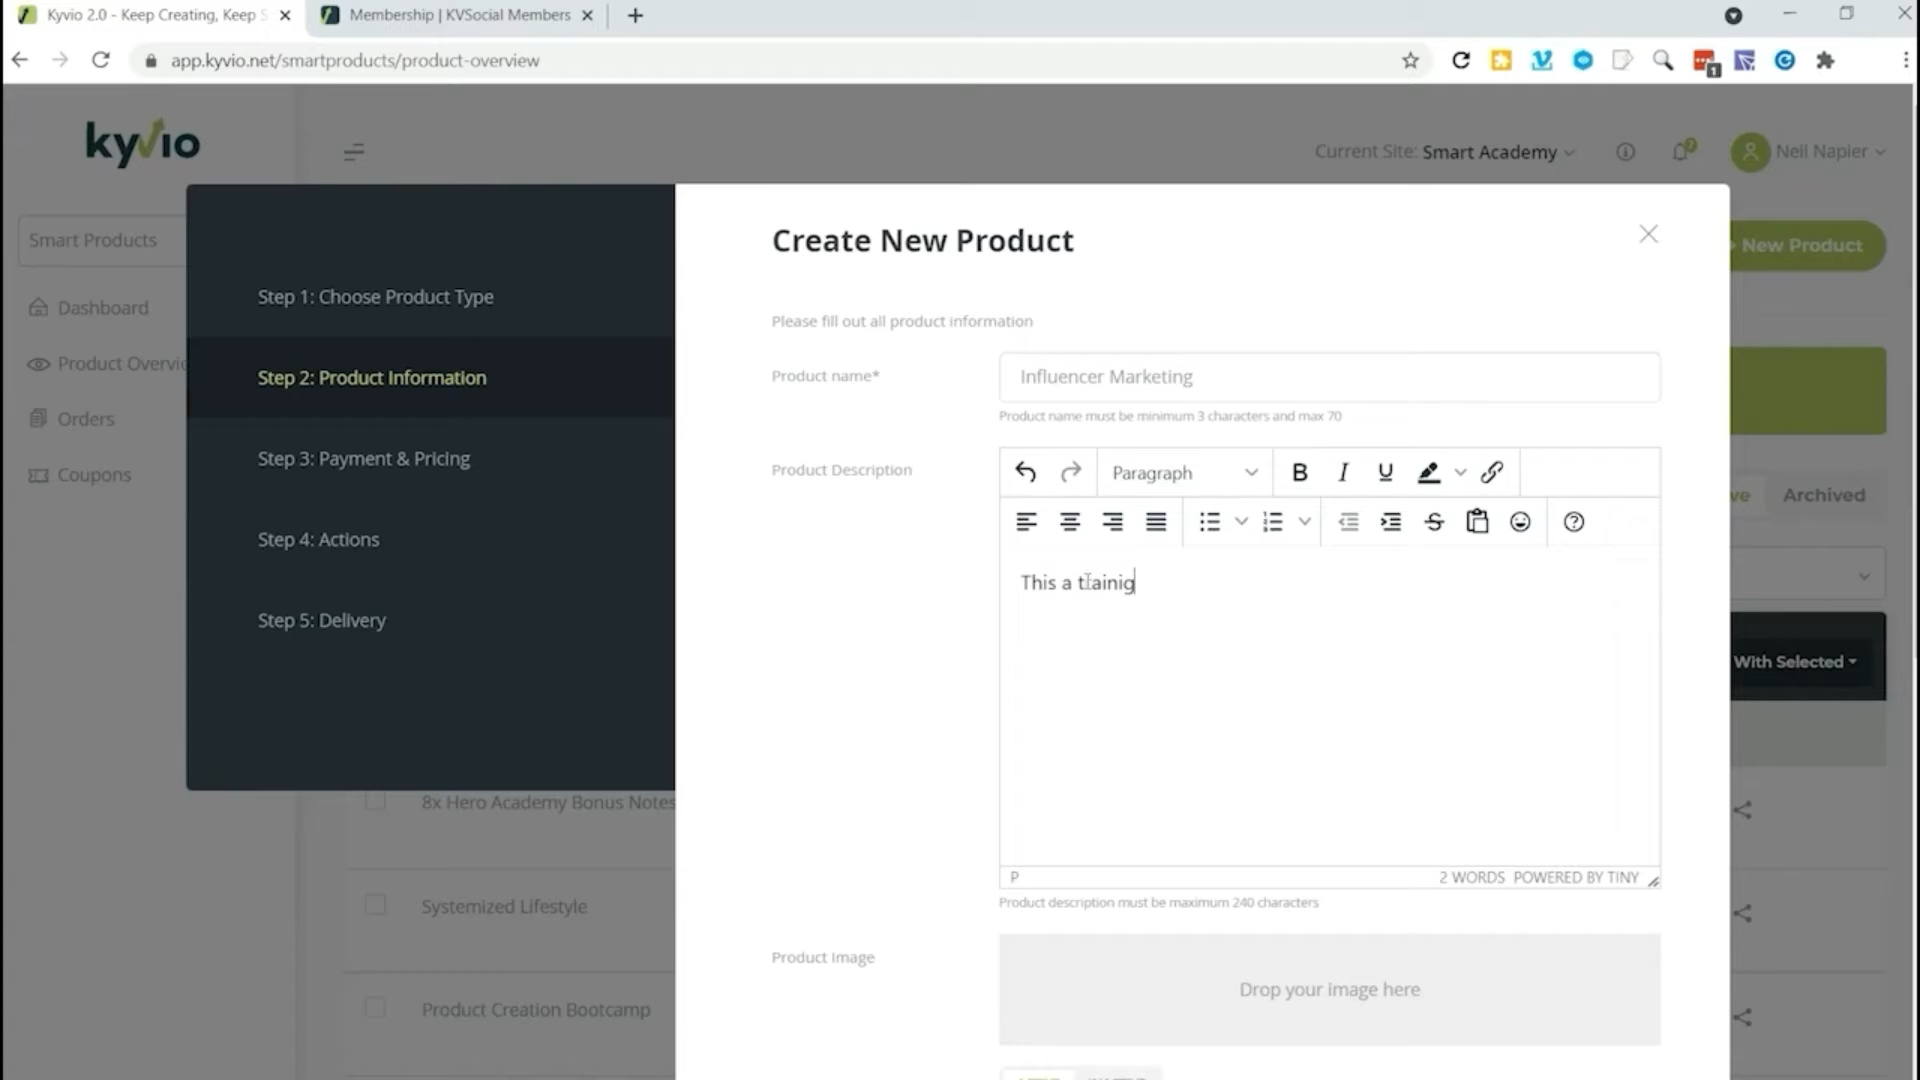 Kyvio 2.0 - Keep Creating, Keep S
Membership | KVSocial Members
app.kyvio.net/smartproducts/product-overview
1
kyvio
Current Site: Smart Academy
Neil Napier
Smart Products
Dashboard
Product Overvie
Orders
Coupons
Step 1: Choose Product Type
Step 2: Product Information
Step 3: Payment & Pricing
Step 4: Actions
Step 5: Delivery
Create New Product
Please fill out all product information
Product name*
Influencer Marketing
Product name must be minimum 3 characters and max 70
Product Description
Paragraph
B I U
This a trainig
P
2 WORDS POWERED BY TINY
Product description must be maximum 240 characters
Product Image
Drop your image here
New Product
ve
Archived
With Selected
8x Hero Academy Bonus Notes
Systemized Lifestyle
Product Creation Bootcamp